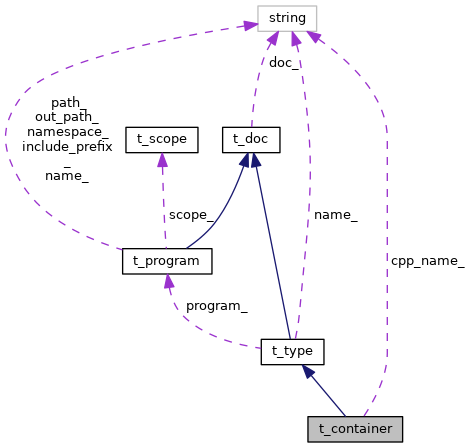 string
doc_
path_
out_path_
namespace_
include_prefix
_
name_
t_scope
t_doc
scope_
name_
t_program
cpp_name_
program_
t_type
t_container